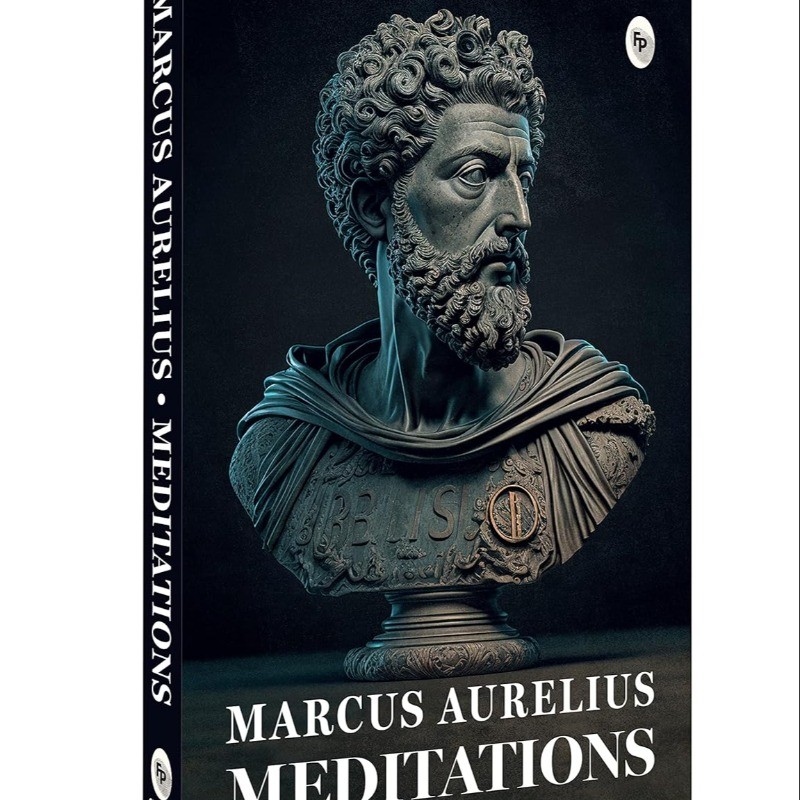 MARCUS AURELIUS • MEDITATIONS
FP
FP
MARCUS AURELIUS
MEDITATIONS